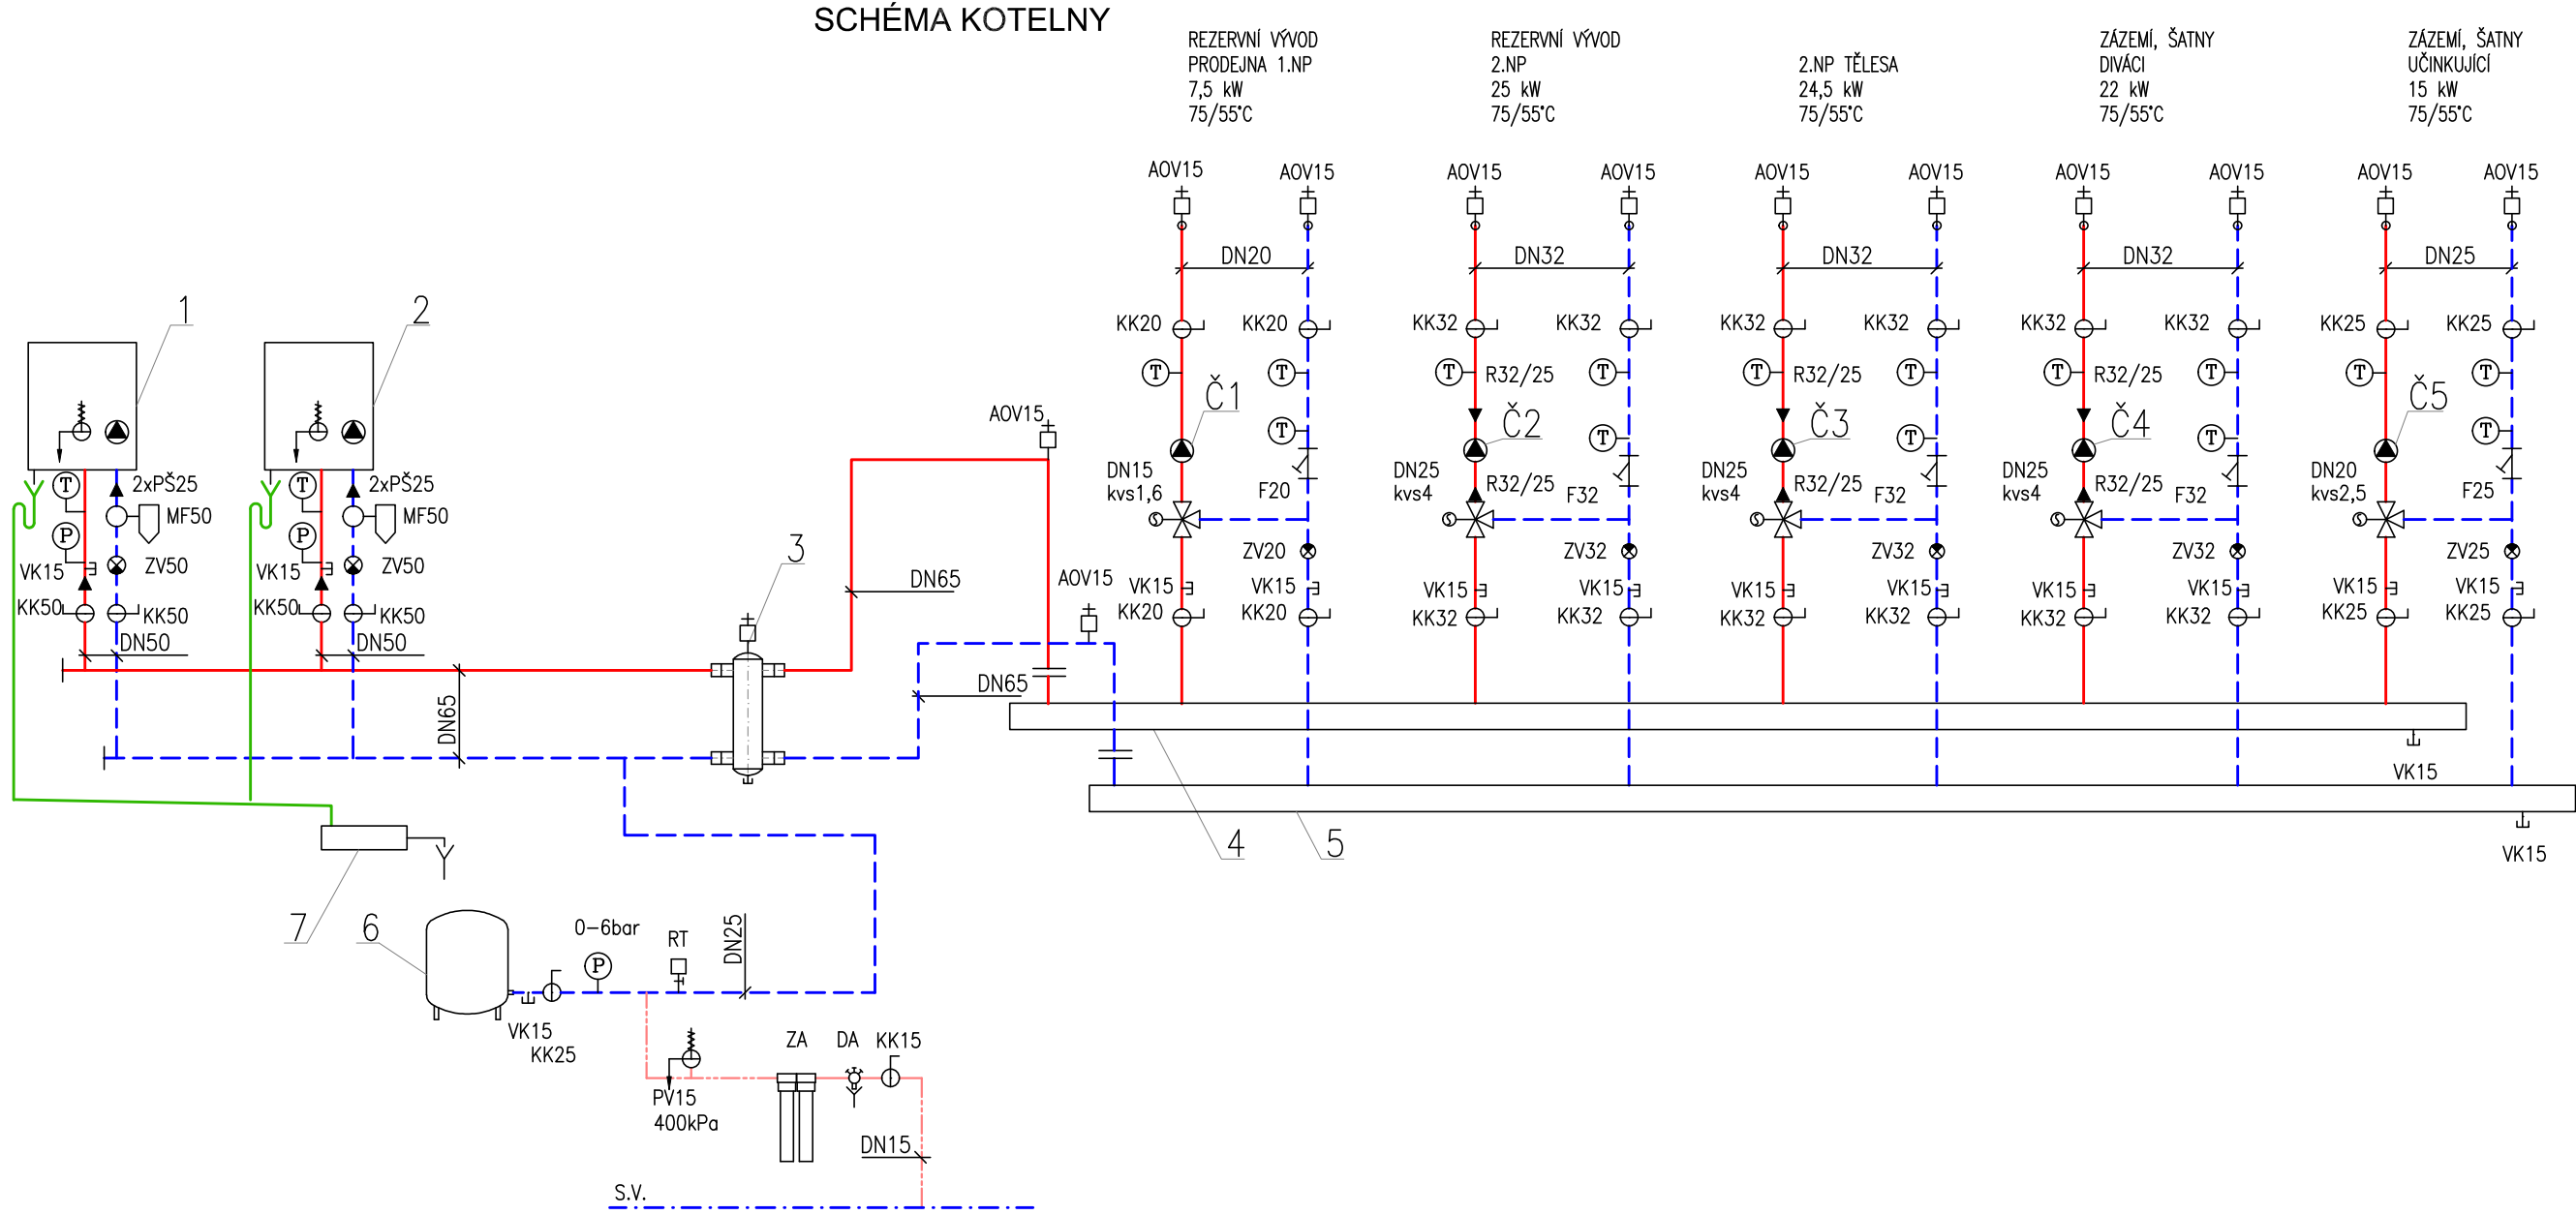 SCHÉMA KOTELNY
REZERVNÍ VÝVOD
PRODEJNA 1.NP
7,5 kW
75/55°C
REZERVNÍ VÝVOD
2.NP
25 kW
75/55°C
2.NP TĚLESA
24,5 kW
75/55°C
ZÁZEMÍ, ŠATNY
DIVÁCI
22 kW
75/55°C
ZÁZEMÍ, ŠATNY
UČINKUJÍCÍ
15 kW
75/55°C
AOV15 AOV15 AOV15 AOV15 AOV15 AOV15 AOV15 AOV15 AOV15 AOV15
DN20 DN32 DN32 DN32 DN25
1 2
KK20 KK20 KK32 KK32 KK32 KK32 KK32 KK32 KK25 KK25
T T T R32/25 T T R32/25 T T R32/25 T T T
Č1 Č2 Č3 Č4 Č5
AOV15
T T T T T
DN15
kvs1,6
F20
DN25
kvs4
R32/25
F32
DN25
kvs4
R32/25
F32
DN25
kvs4
R32/25
F32
DN20
kvs2,5
F25
T 2xPŠ25 T 2xPŠ25
MF50 MF50
P P
VK15 ZV50 VK15 ZV50
3
ZV20 ZV32 ZV32 ZV32 ZV25
DN65
AOV15
VK15 VK15 VK15 VK15 VK15 VK15 VK15 VK15 VK15 VK15
KK50 KK50 KK50 KK50
KK20 KK20 KK32 KK32 KK32 KK32 KK32 KK32 KK25 KK25
DN50 DN50
DN65
DN65
VK15
4 5
VK15
7 6
0-6bar
P
RT
DN25
VK15
KK25
ZA DA KK15
PV15
400kPa
DN15
S.V.